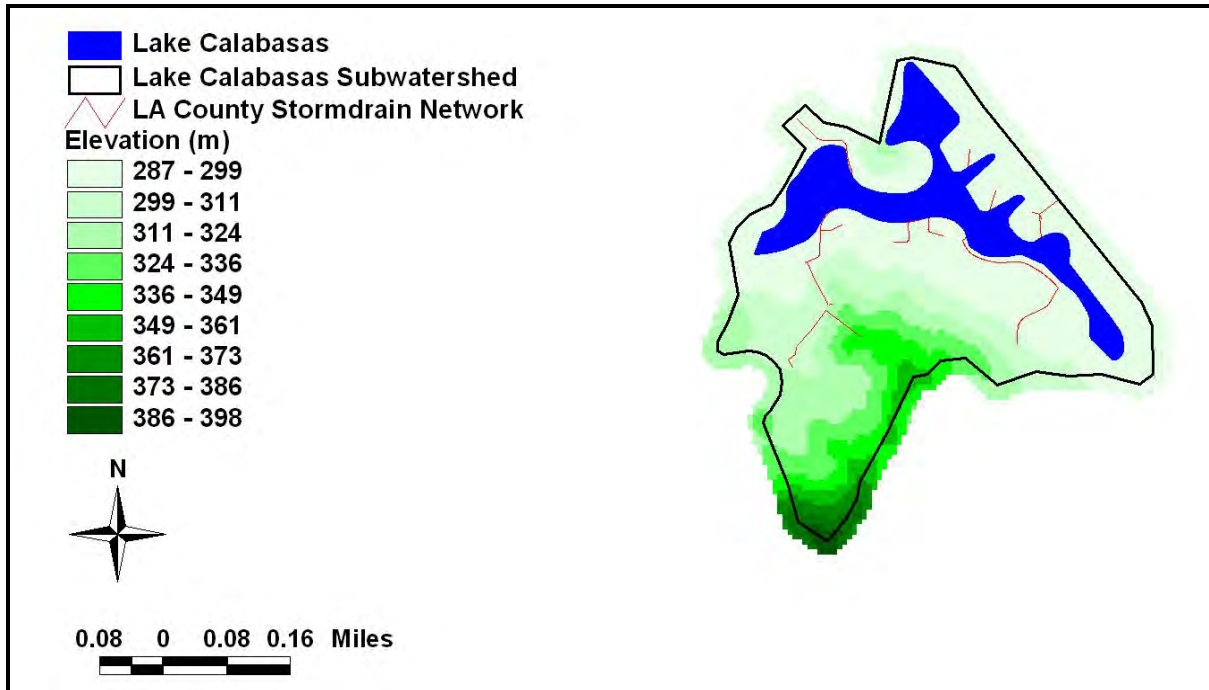 Lake Calabasas
Lake Calabasas Subwatershed
LA County Stormdrain Network
Elevation (m)
287 - 299
299 - 311
311 - 324
324 - 336
336 - 349
349 - 361
361 - 373
373 - 386
386 - 398
N
0.08 0 0.08 0.16 Miles